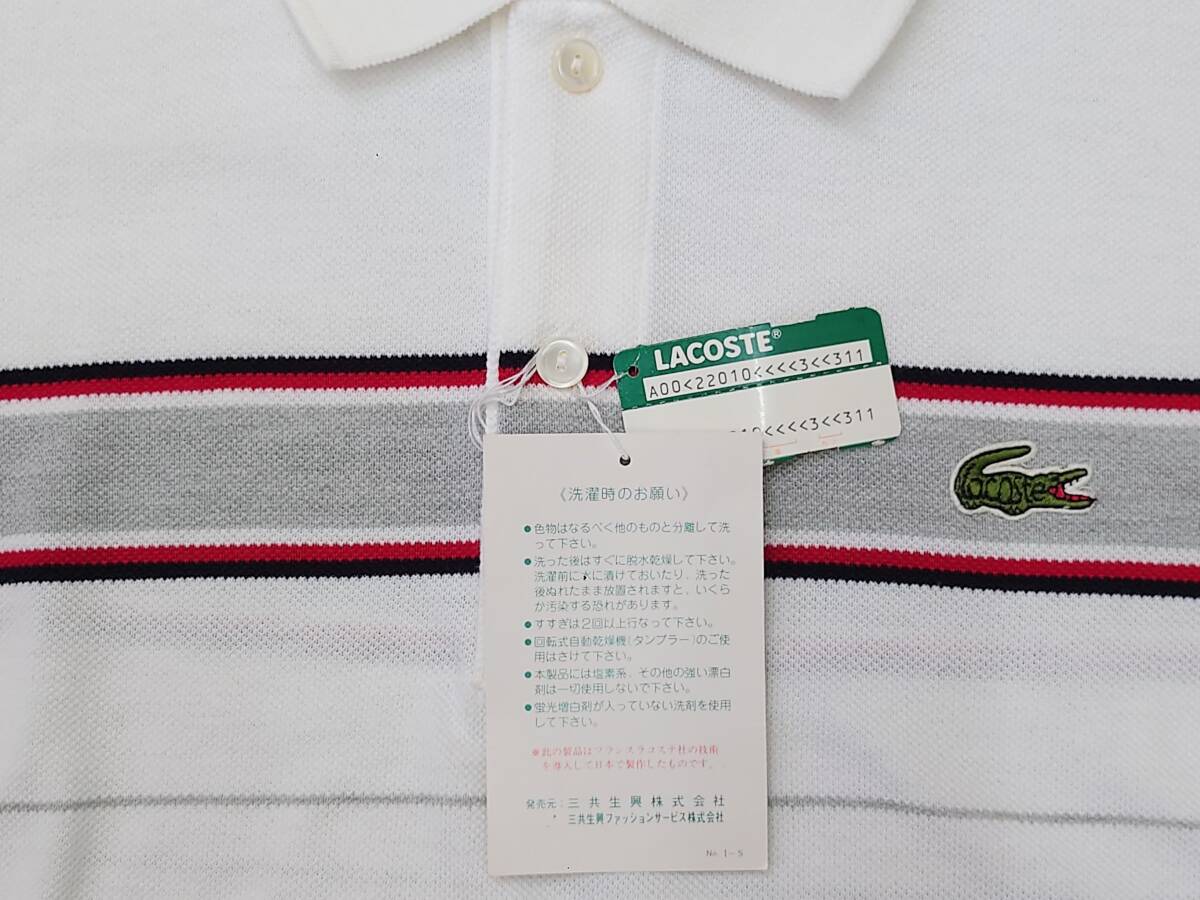 LACOSTE®
A00<22010<<<<3<<311
10<<<<3<<311
《洗濯時のお願い》
●色物はなるべく他のものと分離して洗
って下さい。
●洗った後はすぐに脱水乾燥して下さい。
洗濯前に水に漬けておいたり、洗った
後ぬれたまま放置されますと、いくら
か汚染する恐れがあります。
●すすぎは2回以上行なって下さい。
●回転式自動乾燥機(タンブラー)のご使
用はさけて下さい。
●本製品には塩素系、その他の強い漂白
剤は一切使用しないで下さい。
●蛍光増白剤が入っていない洗剤を使用
して下さい。
※此の製品はフランスラコステ社の技術
を導入して日本で製作したものです。
発売元：三共生興株式会社
三共生興ファッションサービス株式会社
No. 1-S
Lacoste